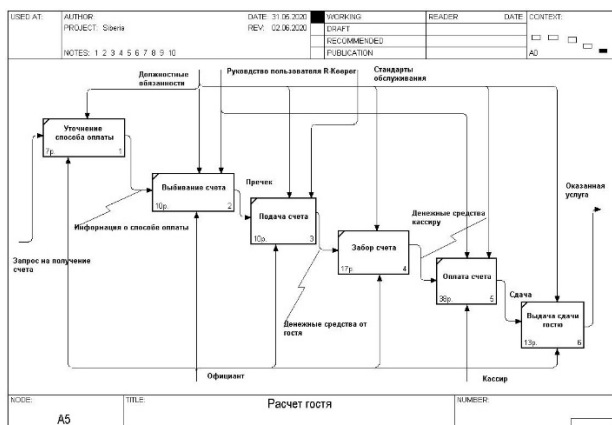 USED AT:
AUTHOR:
DATE: 31.05.2020
WORKING
READER
DATE
CONTEXT:
PROJECT: Siberia
REV: 02.06.2020
DRAFT
RECOMMENDED
NOTES: 1 2 3 4 5 6 7 8 9 10
PUBLICATION
A0
Должностные
обязанности
Руководство пользователя R-Keeper
Стандарты
обслуживания
Уточнение
способа оплаты
7р.
1
Выбивание счета
10р.
2
Пречек
Подача счета
10р.
3
Оказанная
услуга
Информация о способе оплаты
Денежные средства
кассиру
Забор счета
17р.
4
Запрос на получение
счета
Оплата счета
38р.
5
Сдача
Денежные средства от
гостя
Выдача сдачи
гостю
13р.
6
Официант
Кассир
NODE:
TITLE:
Расчет гостя
NUMBER:
A5